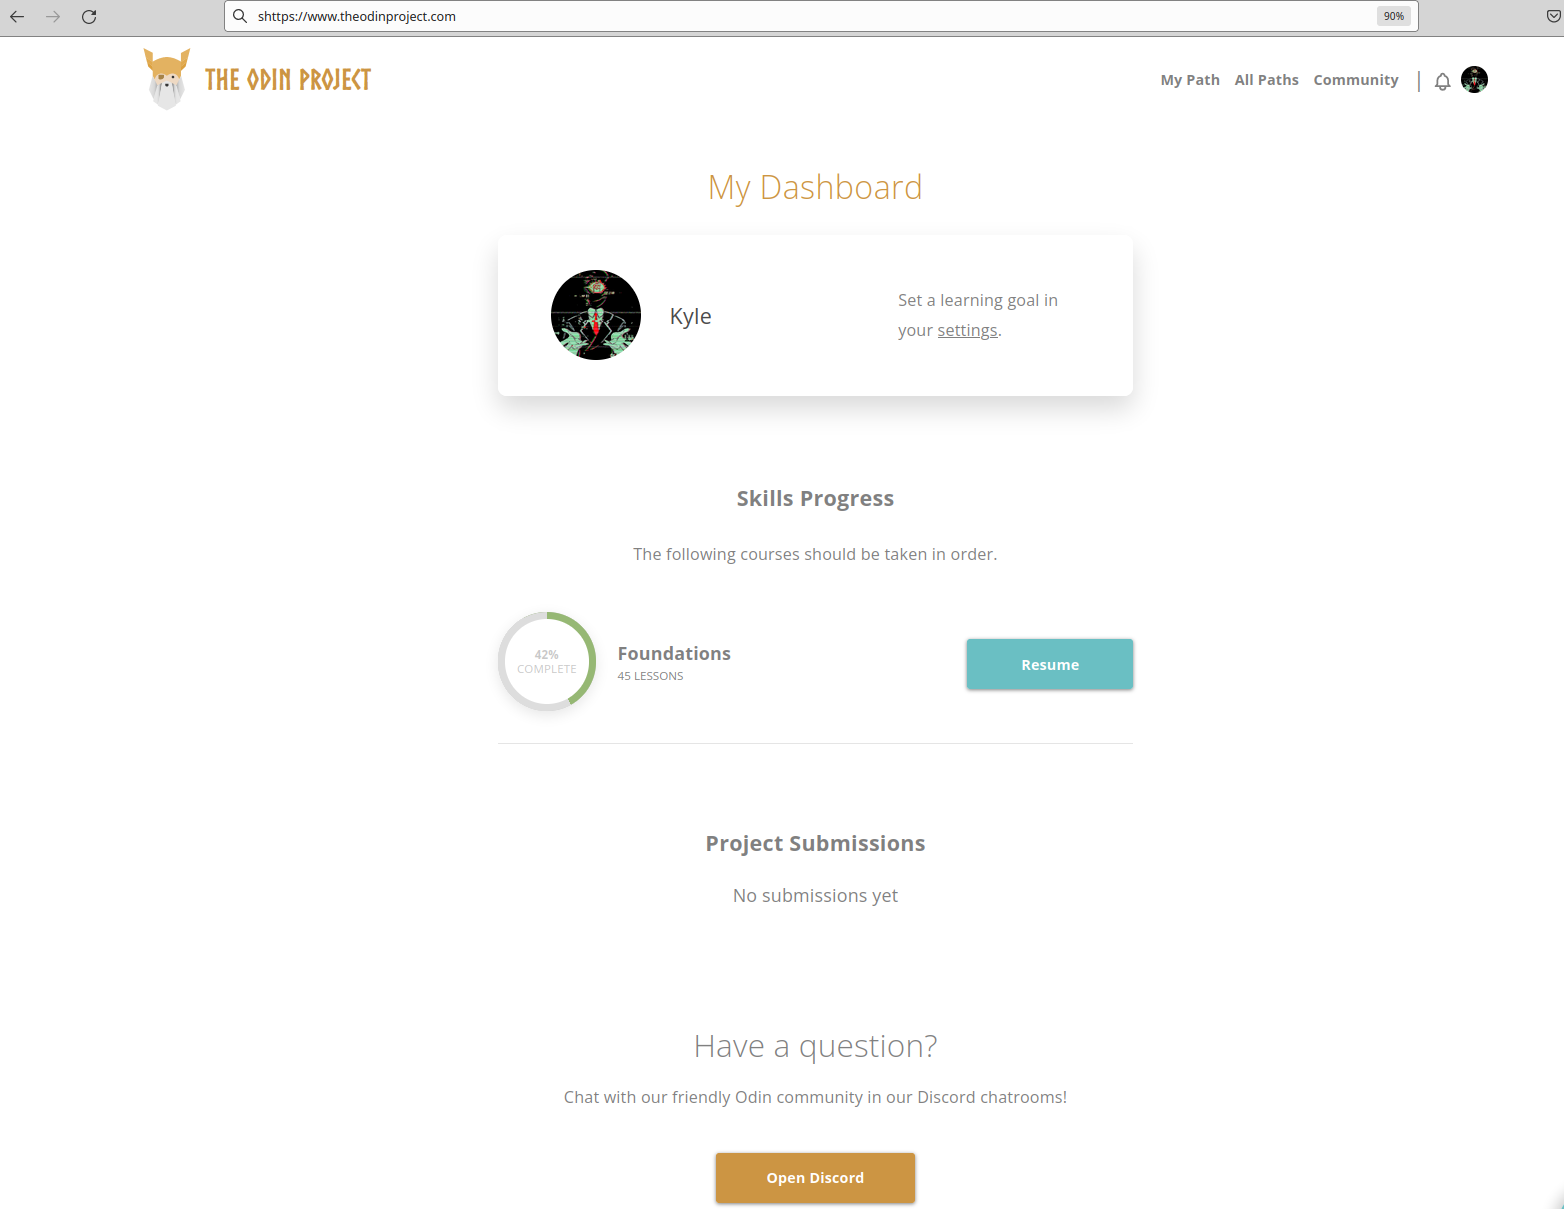 shttps://www.theodinproject.com
90%
THE ODIN PROJECT
My Path All Paths Community
My Dashboard
Kyle
Set a learning goal in
your settings.
Skills Progress
The following courses should be taken in order.
42%
COMPLETE
Foundations
45 LESSONS
Resume
Project Submissions
No submissions yet
Have a question?
Chat with our friendly Odin community in our Discord chatrooms!
Open Discord